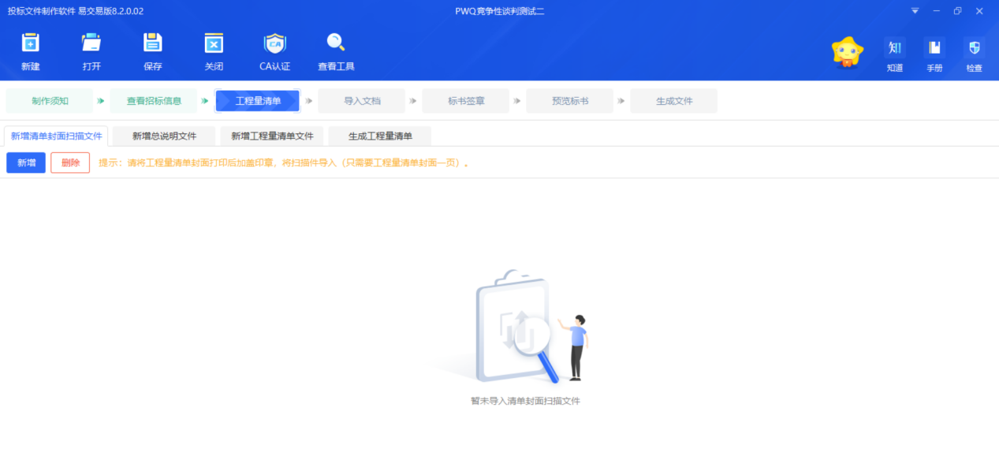 投标文件制作软件 易交易版8.2.0.02 PWQ竞争性谈判测试二
新建 打开 保存 关闭 CA认证 查看工具 知道 手册 检查
制作须知 查看招标信息 工程量清单 导入文档 标书签章 预览标书 生成文件
新增清单封面扫描文件 新增总说明文件 新增工程量清单文件 生成工程量清单
新增 删除 提示：请将工程量清单封面打印后加盖印章，将扫描件导入（只需要工程量清单封面一页）。
暂未导入清单封面扫描文件